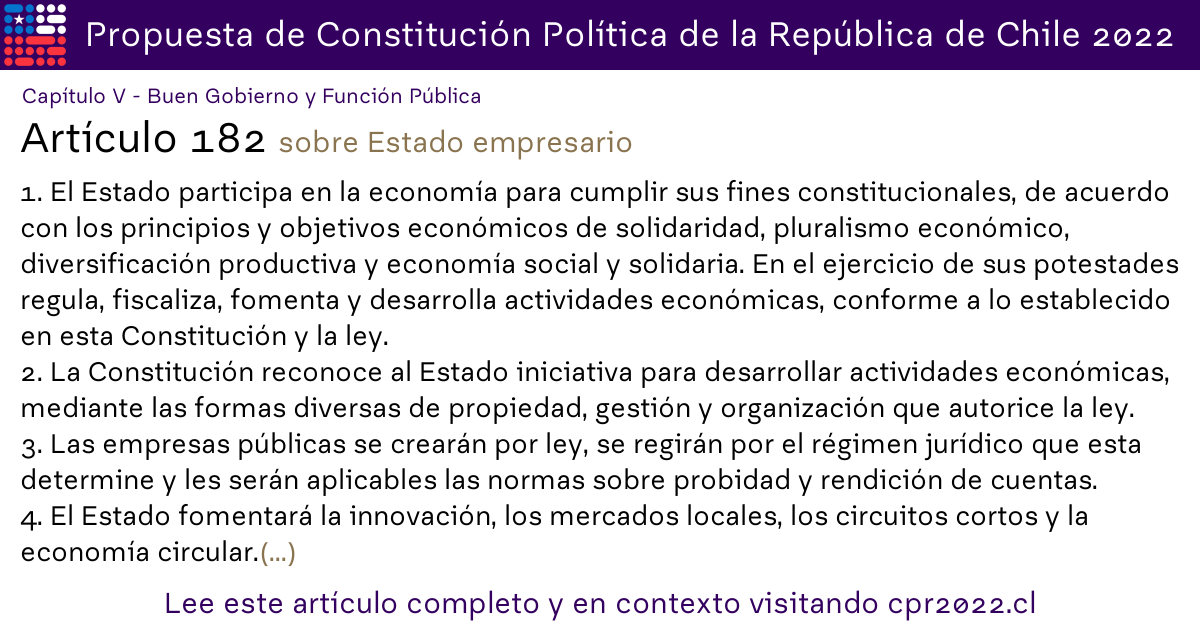 Propuesta de Constitución Política de la República de Chile 2022
Capítulo V - Buen Gobierno y Función Pública
Artículo 182 sobre Estado empresario
1. El Estado participa en la economía para cumplir sus fines constitucionales, de acuerdo
con los principios y objetivos económicos de solidaridad, pluralismo económico,
diversificación productiva y economía social y solidaria. En el ejercicio de sus potestades
regula, fiscaliza, fomenta y desarrolla actividades económicas, conforme a lo establecido
en esta Constitución y la ley.
2. La Constitución reconoce al Estado iniciativa para desarrollar actividades económicas,
mediante las formas diversas de propiedad, gestión y organización que autorice la ley.
3. Las empresas públicas se crearán por ley, se regirán por el régimen jurídico que esta
determine y les serán aplicables las normas sobre probidad y rendición de cuentas.
4. El Estado fomentará la innovación, los mercados locales, los circuitos cortos y la
economía circular.(...)
Lee este artículo completo y en contexto visitando cpr2022.cl